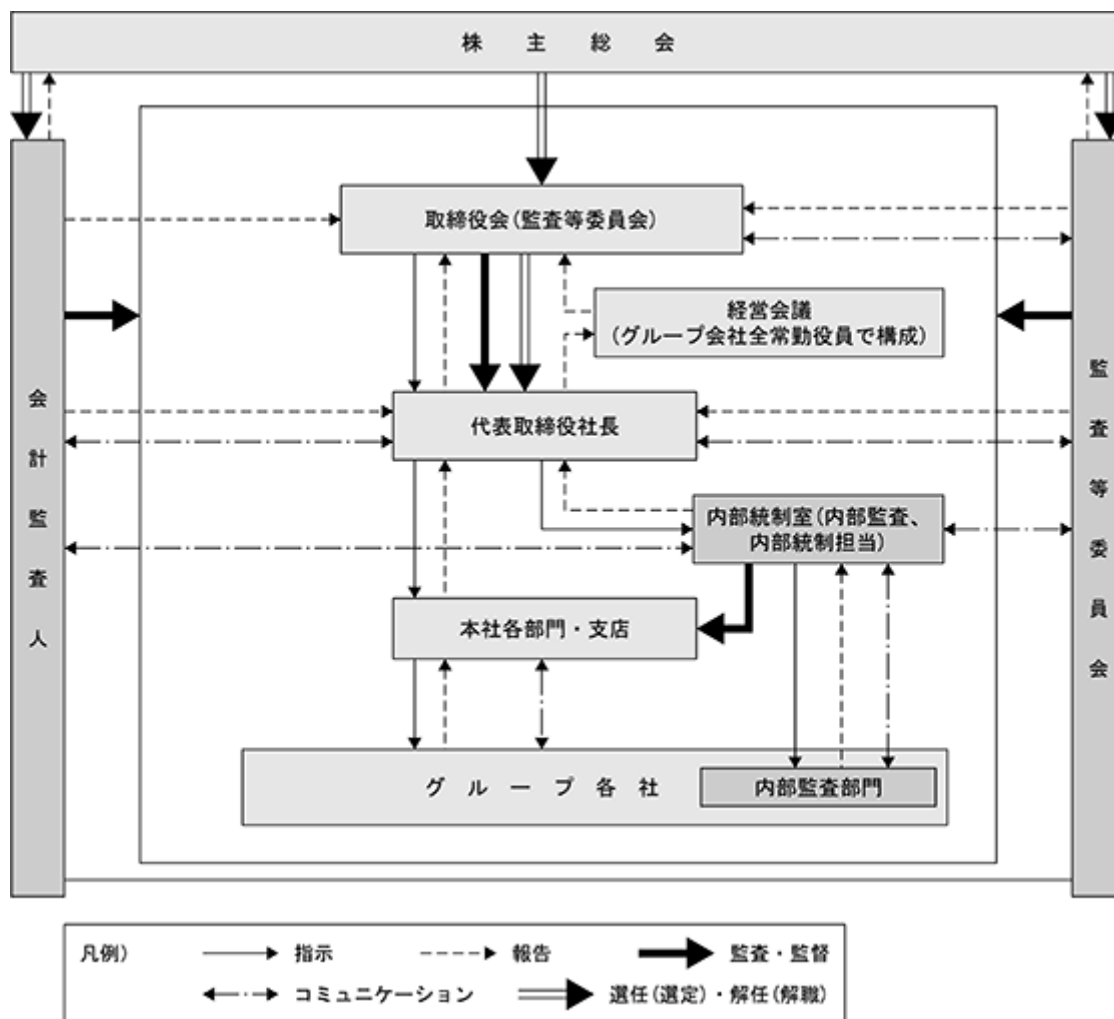 株主総会
取締役会(監査等委員会)
経営会議
(グループ会社全常勤役員で構成)
代表取締役社長
内部統制室(内部監査、
内部統制担当)
本社各部門・支店
グループ各社
内部監査部門
会計監査人
監査等委員会
凡例)
指示
報告
監査・監督
コミュニケーション
選任(選定)・解任(解職)